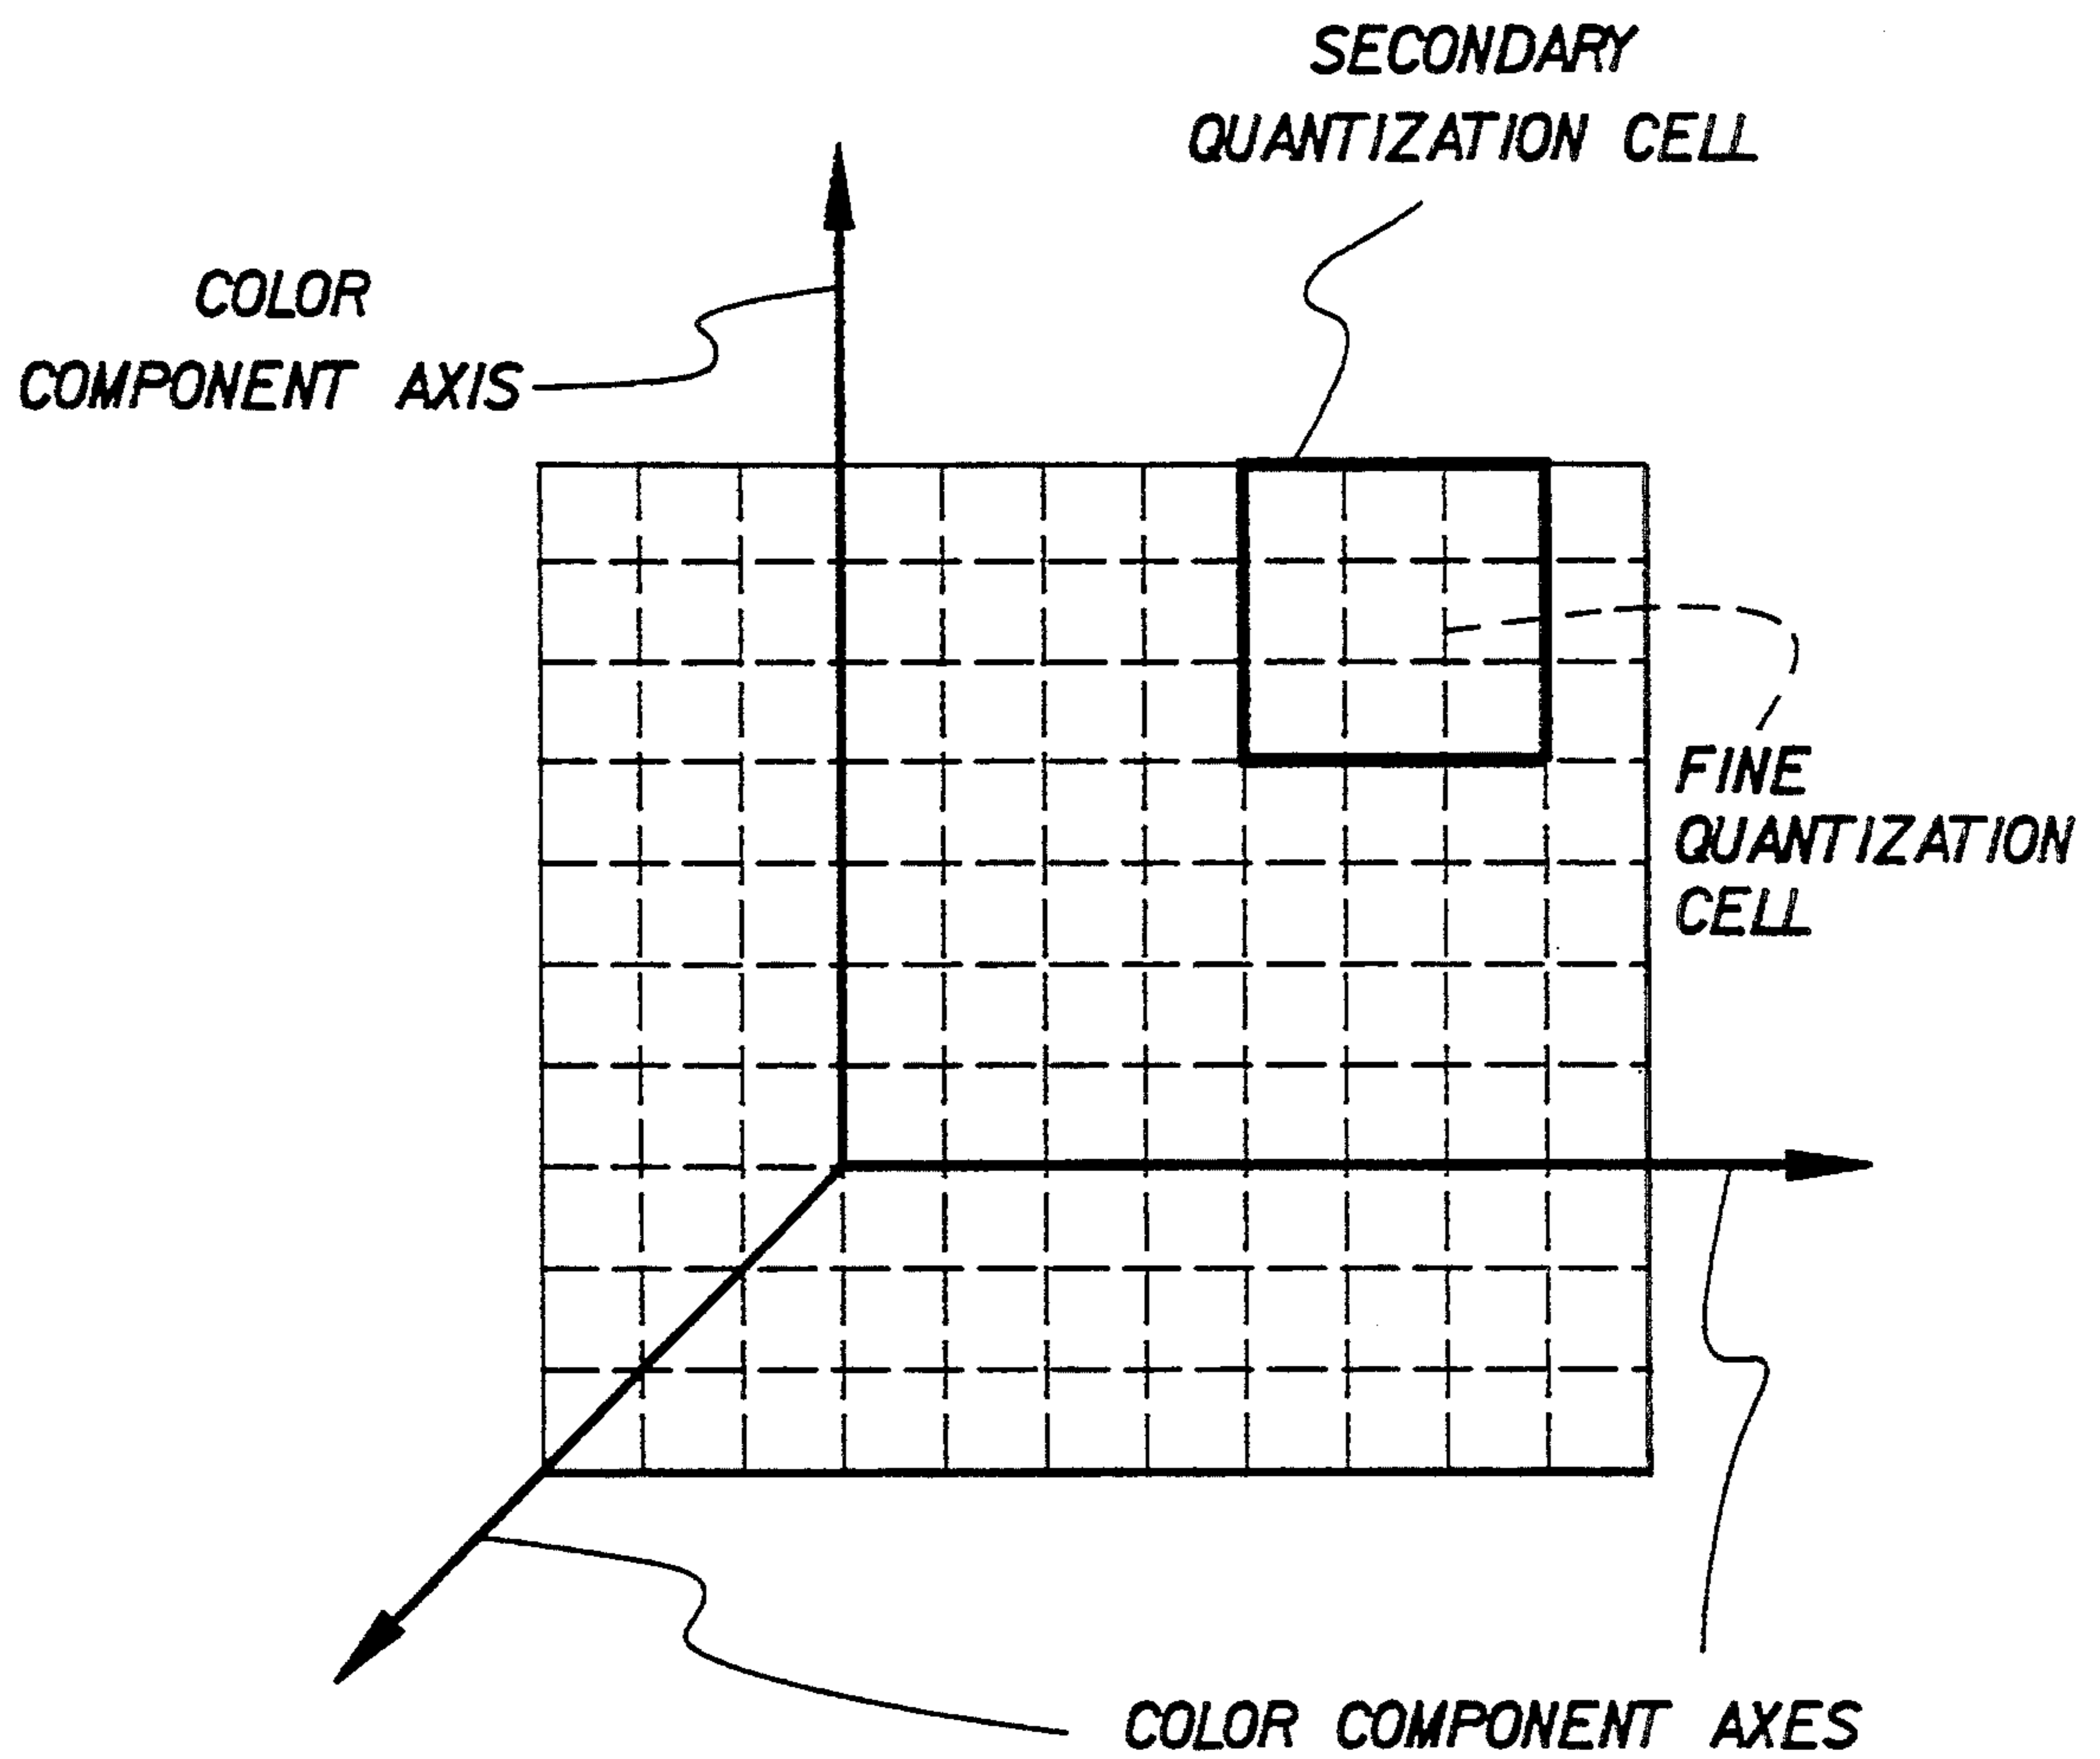 SECONDARY
QUANTIZATION CELL
COLOR
COMPONENT AXIS
FINE
QUANTIZATION
CELL
COLOR COMPONENT AXES